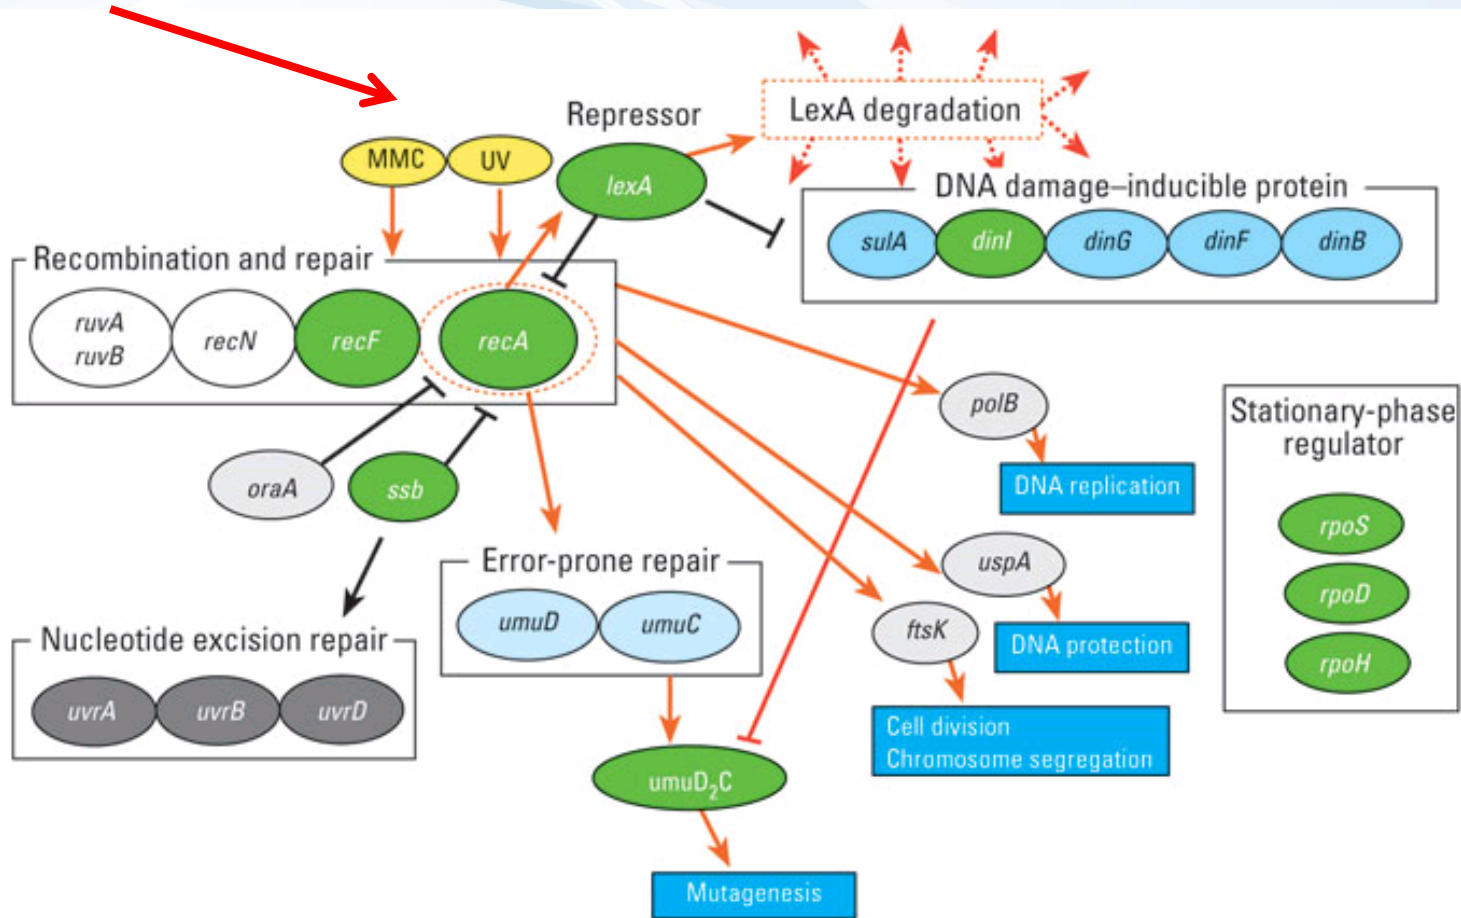 Repressor
LexA degradation
MMC
UV
lexA
DNA damage–inducible protein
sulA
dinI
dinG
dinF
dinB
Recombination and repair
ruvA
ruvB
recN
recF
recA
polB
Stationary-phase
regulator
oraA
ssb
DNA replication
rpoS
Error-prone repair
uspA
umuD
umuC
ftsK
rpoD
Nucleotide excision repair
DNA protection
rpoH
uvrA
uvrB
uvrD
Cell division
Chromosome segregation
umuD₂C
Mutagenesis